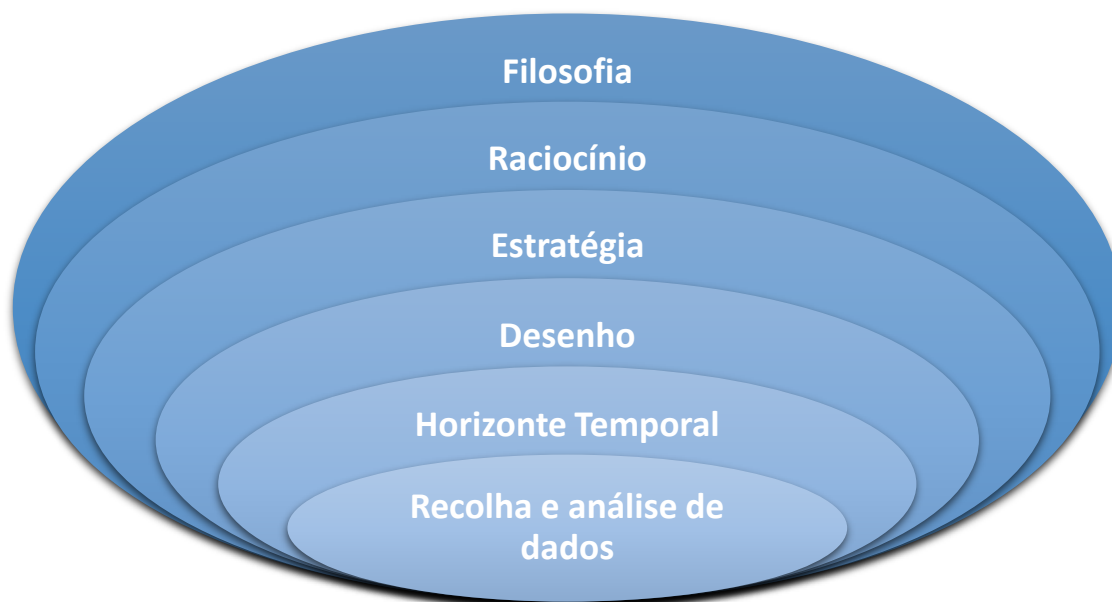 Filosofia
Raciocínio
Estratégia
Desenho
Horizonte Temporal
Recolha e análise de
dados